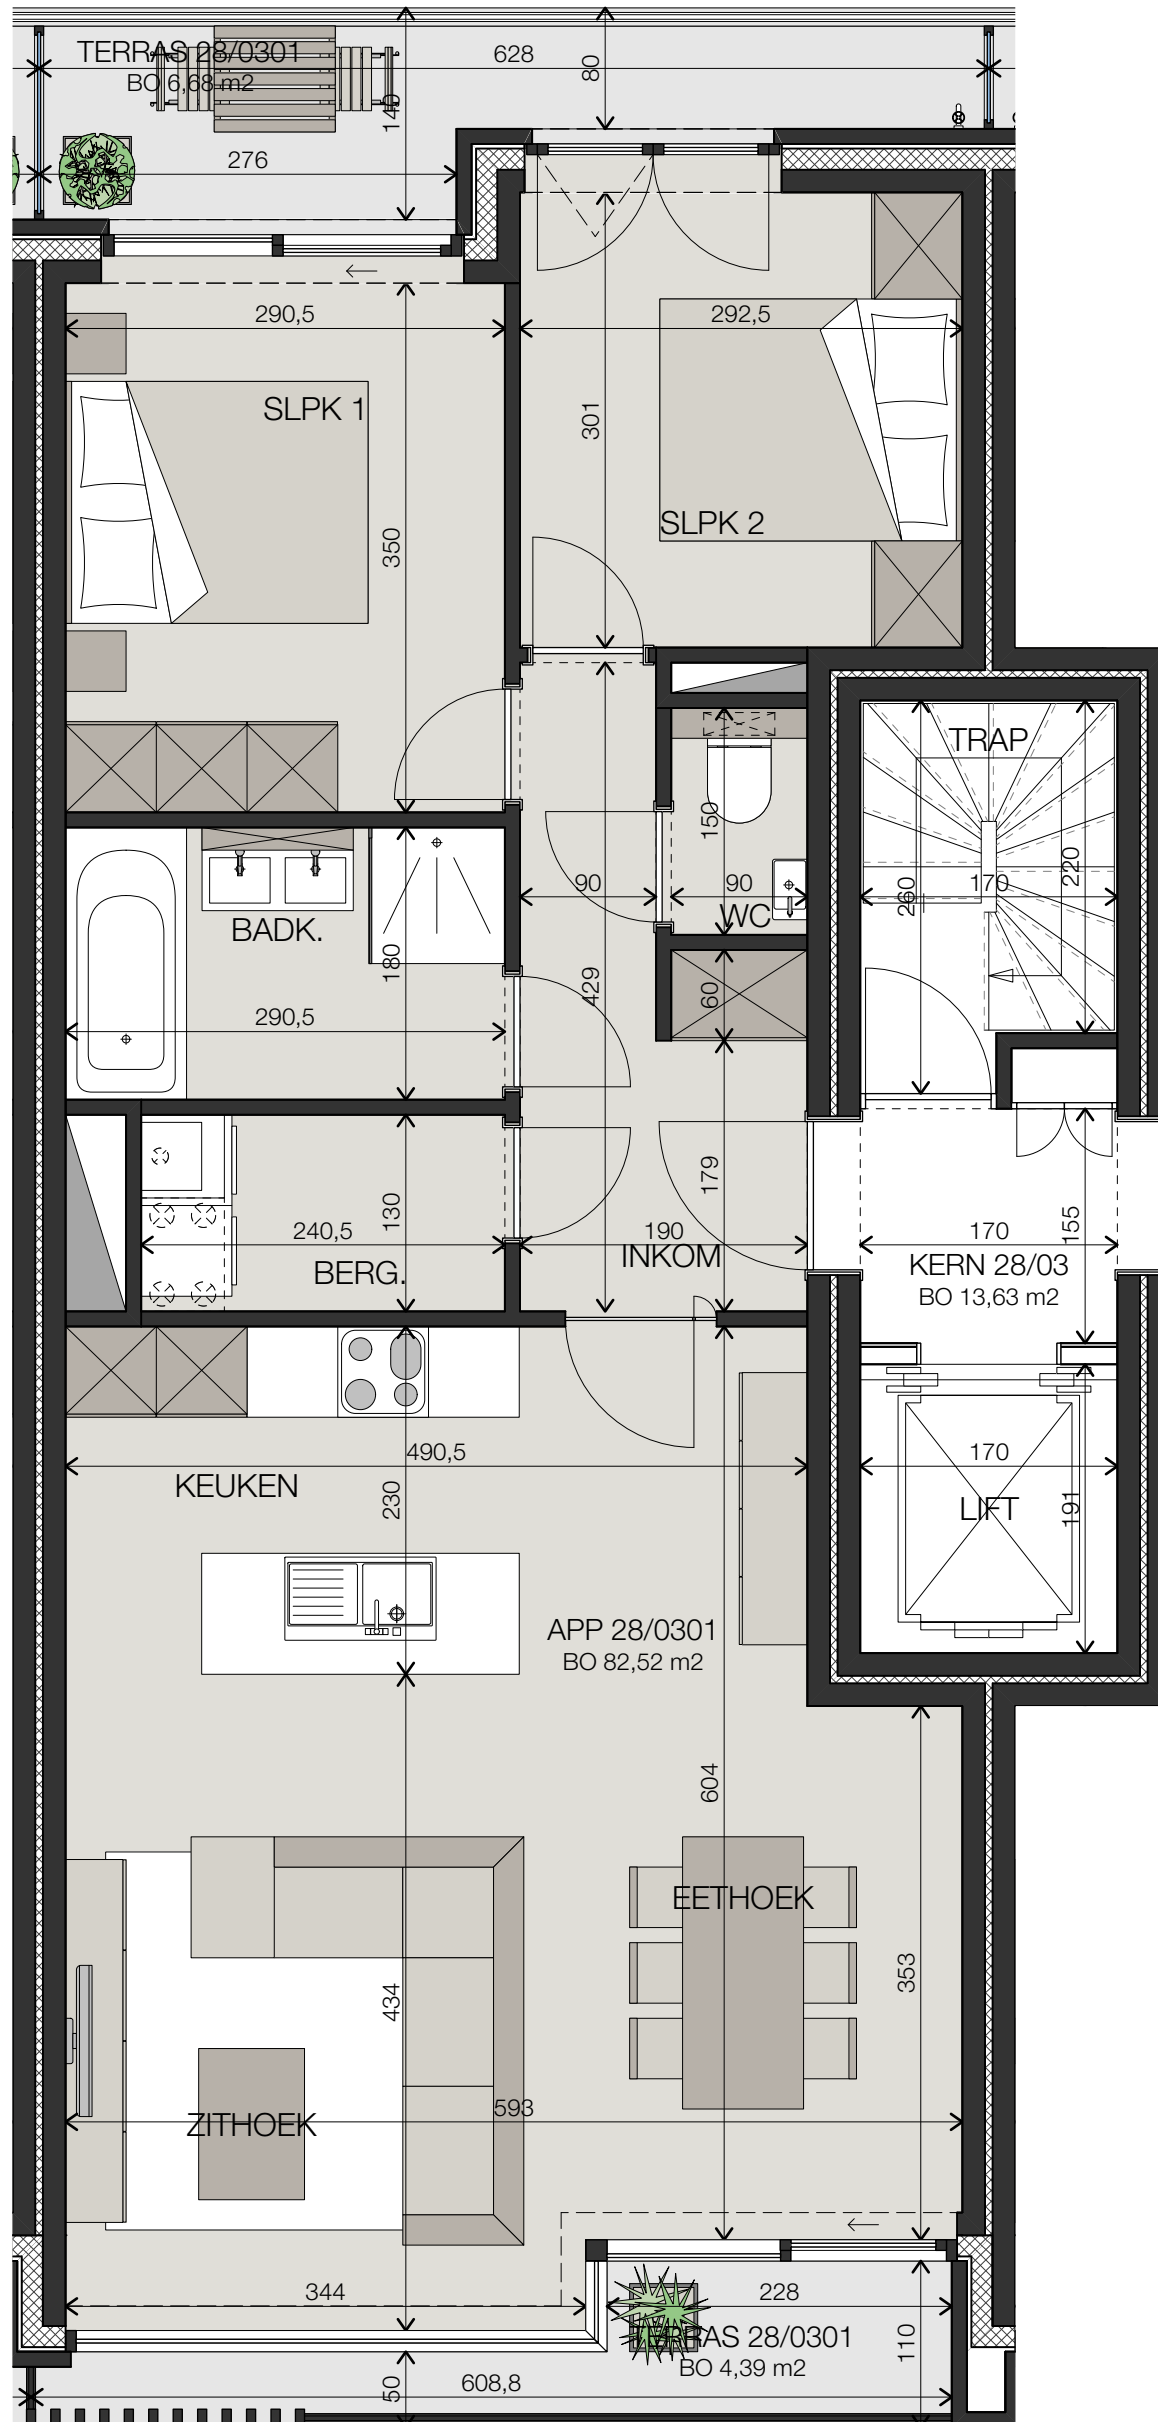 TERRAS 28/0301
BO 6,68 m2
628
80
140
276
290,5
292,5
SLPK 1
301
350
SLPK 2
TRAP
150
90
90
WC
260
170
220
BADK.
180
429
60
290,5
179
130
240,5
190
155
170
BERG.
INKOM
KERN 28/03
BO 13,63 m2
490,5
170
KEUKEN
230
191
LIFT
APP 28/0301
BO 82,52 m2
604
EETHOEK
353
434
593
ZITHOEK
344
228
TERRAS 28/0301
BO 4,39 m2
110
50
608,8